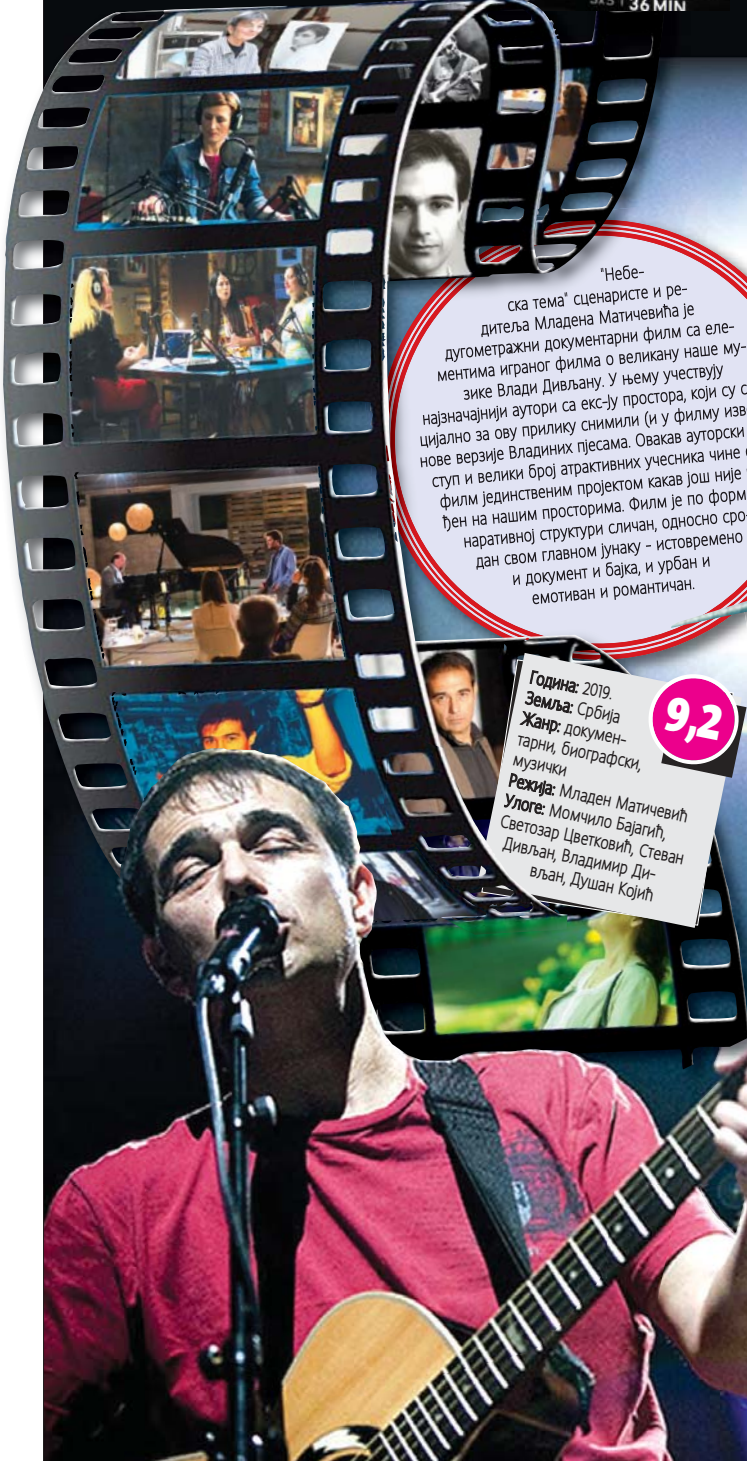 36 MIN
"Небе-
ска тема" сценаристе и ре-
дитеља Младена Матичевића је
дугометражни документарни филм са еле-
ментима играног филма о великану наше му-
зике Влади Дивљану. У њему учествују
најзначајнији аутори са екс-ју простора, који су с
цијално за ову прилику снимили (и у филму изв
нове верзије Владиних пјесама. Овакав ауторски
ступ и велики број атрактивних учесника чине
филм јединственим пројектом какав још није
ђен на нашим просторима. Филм је по форм
наративној структури сличан, односно сро-
дан свом главном јунаку - истовремено
и документ и бајка, и урбан и
емотиван и романтичан.
Година: 2019.
Земља: Србија
Жанр: докумен-
тарни, биографски,
музички
Режија: Младен Матичевић
Улоге: Момчило Бајагић,
Светозар Цветковић, Стеван
Дивљан, Владимир Ди-
вљан, Душан Којић
9,2